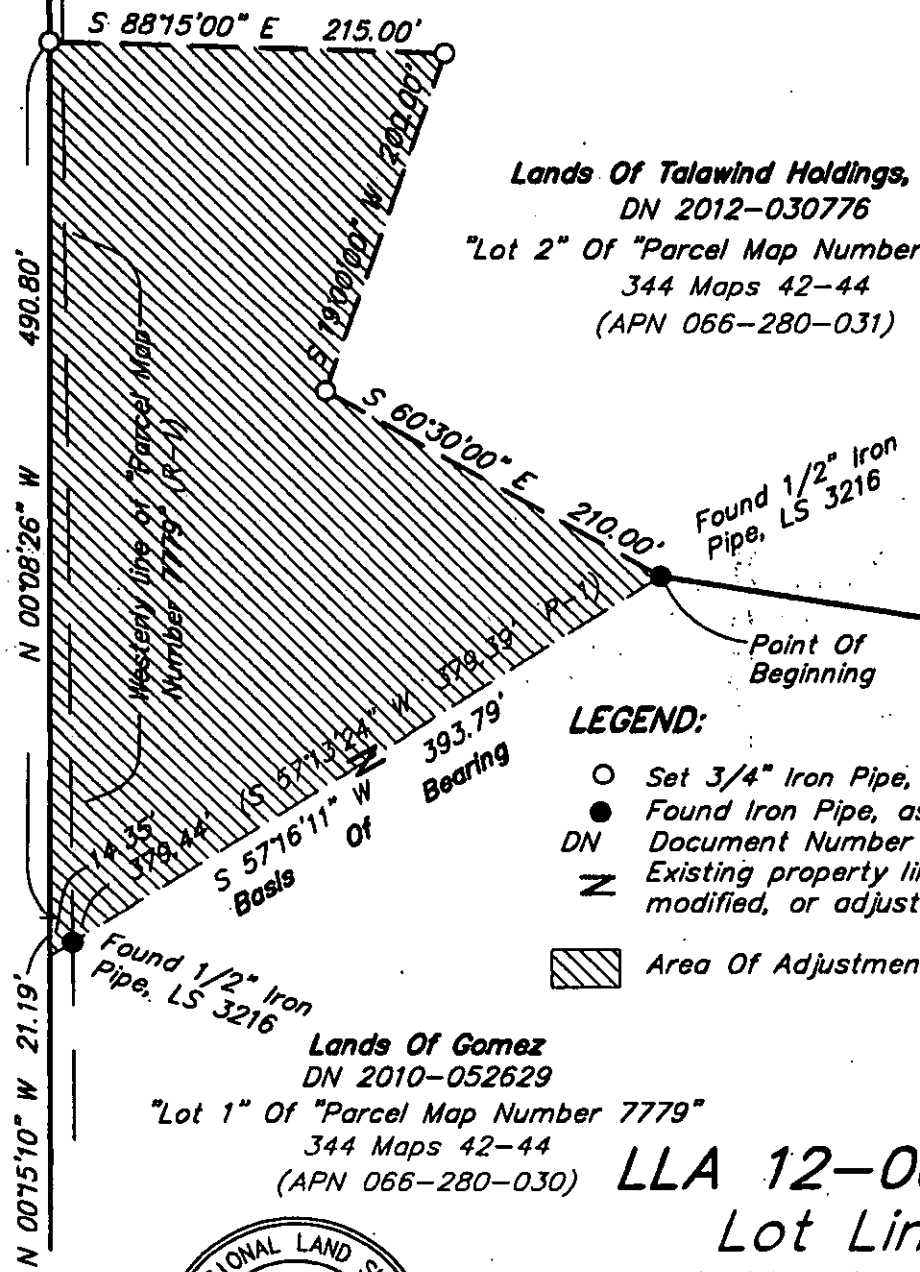 S 88°15'00" E 215.00'
S 19°00'00" W 200.00'
Lands Of Talawind Holdings,
DN 2012-030776
"Lot 2" Of "Parcel Map Number
344 Maps 42-44
(APN 066-280-031)
490.80'
N 00°08'26" W
Westeny line of "Parcel Map
Number 7779" (R-1)
S 60°30'00" E 210.00'
Found 1/2" Iron
Pipe, LS 3216
Point Of
Beginning
(S 57°13'24" W 379.39' R-1)
14.35'
379.44'
S 57°16'11" W 393.79'
Basis Of Bearing
LEGEND:
Set 3/4" Iron Pipe,
Found Iron Pipe, as
DN Document Number
Existing property lin
modified, or adjust
Area Of Adjustmen
Found 1/2" Iron
Pipe, LS 3216
21.19'
N 00°15'10" W
Lands Of Gomez
DN 2010-052629
"Lot 1" Of "Parcel Map Number 7779"
344 Maps 42-44
(APN 066-280-030)
LLA 12-0
Lot Lin
IONAL LAND S